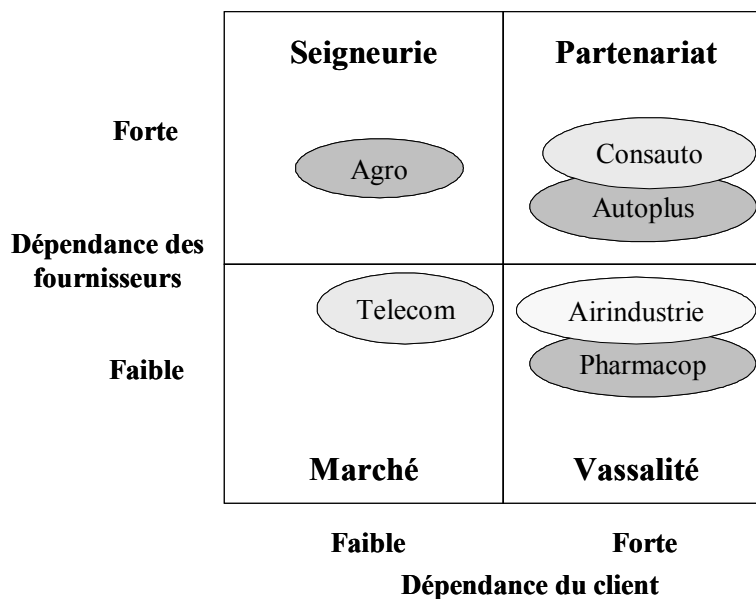 Seigneurie
Partenariat
Forte
Agro
Consauto
Autoplus
Dépendance des
fournisseurs
Telecom
Airindustrie
Faible
Pharmacop
Marché
Vassalité
Faible
Forte
Dépendance du client